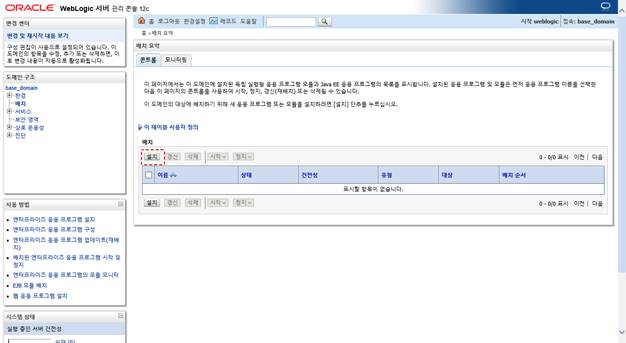 ORACLE WebLogic 서버 관리 콘솔 12c
변경 센터
변경 및 재시작 내용 보기
구성 편집이 사용으로 설정되어 있습니다. 이
도메인의 항목을 수정, 추가 또는 삭제하면, 이
후 변경 내용이 자동으로 활성화됩니다.
도메인 구조
base_domain
환경
배치
서비스
보안 영역
상호 운용성
진단
사용 방법
엔터프라이즈 응용 프로그램 설치
엔터프라이즈 응용 프로그램 구성
엔터프라이즈 응용 프로그램 업데이트(재배
치)
배치된 엔터프라이즈 응용 프로그램 시작 및
정지
엔터프라이즈 응용 프로그램의 모듈 모니터
EJB 모듈 배치
웹 응용 프로그램 설치
시스템 상태
실행 중인 서버 건전성
실패 (0)
홈 로그아웃 환경설정 레코드 도움말
시작 weblogic 접속: base_domain
홈 >배치 요약
배치 요약
컨트롤 모니터링
이 페이지에서는 이 도메인에 설치된 독립 실행형 응용 프로그램 모듈과 Java EE 응용 프로그램의 목록을 표시합니다. 설치된 응용 프로그램 및 모듈은 먼저 응용 프로그램 이름을 선택한
다음 이 페이지의 컨트롤을 사용하여 시작, 정지, 갱신(재배치) 또는 삭제될 수 있습니다.
이 도메인의 대상에 배치하기 위해 새 응용 프로그램 또는 모듈을 설치하려면 [설치] 단추를 누르십시오.
이 테이블 사용자 정의
배치
설치 갱신 삭제 시작 정지 0 - 0/0 표시 이전 | 다음
이름 상태 건전성 유형 대상 배치 순서
표시할 항목이 없습니다.
설치 갱신 삭제 시작 정지 0 - 0/0 표시 이전 | 다음